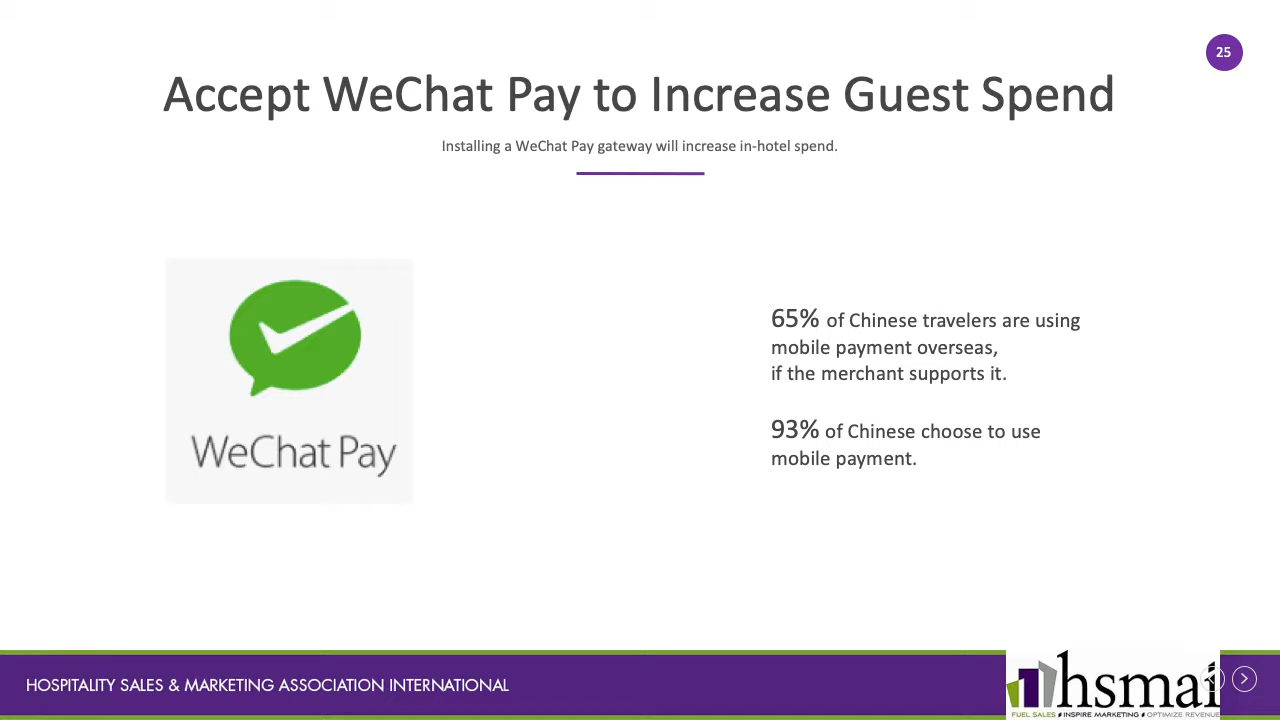 25
Accept WeChat Pay to Increase Guest Spend
Installing a WeChat Pay gateway will increase in-hotel spend.
WeChat Pay
65% of Chinese travelers are using
mobile payment overseas,
if the merchant supports it.
93% of Chinese choose to use
mobile payment.
HOSPITALITY SALES & MARKETING ASSOCIATION INTERNATIONAL
hsmai
FUEL SALES INSPIRE MARKETING OPTIMIZE REVENUE